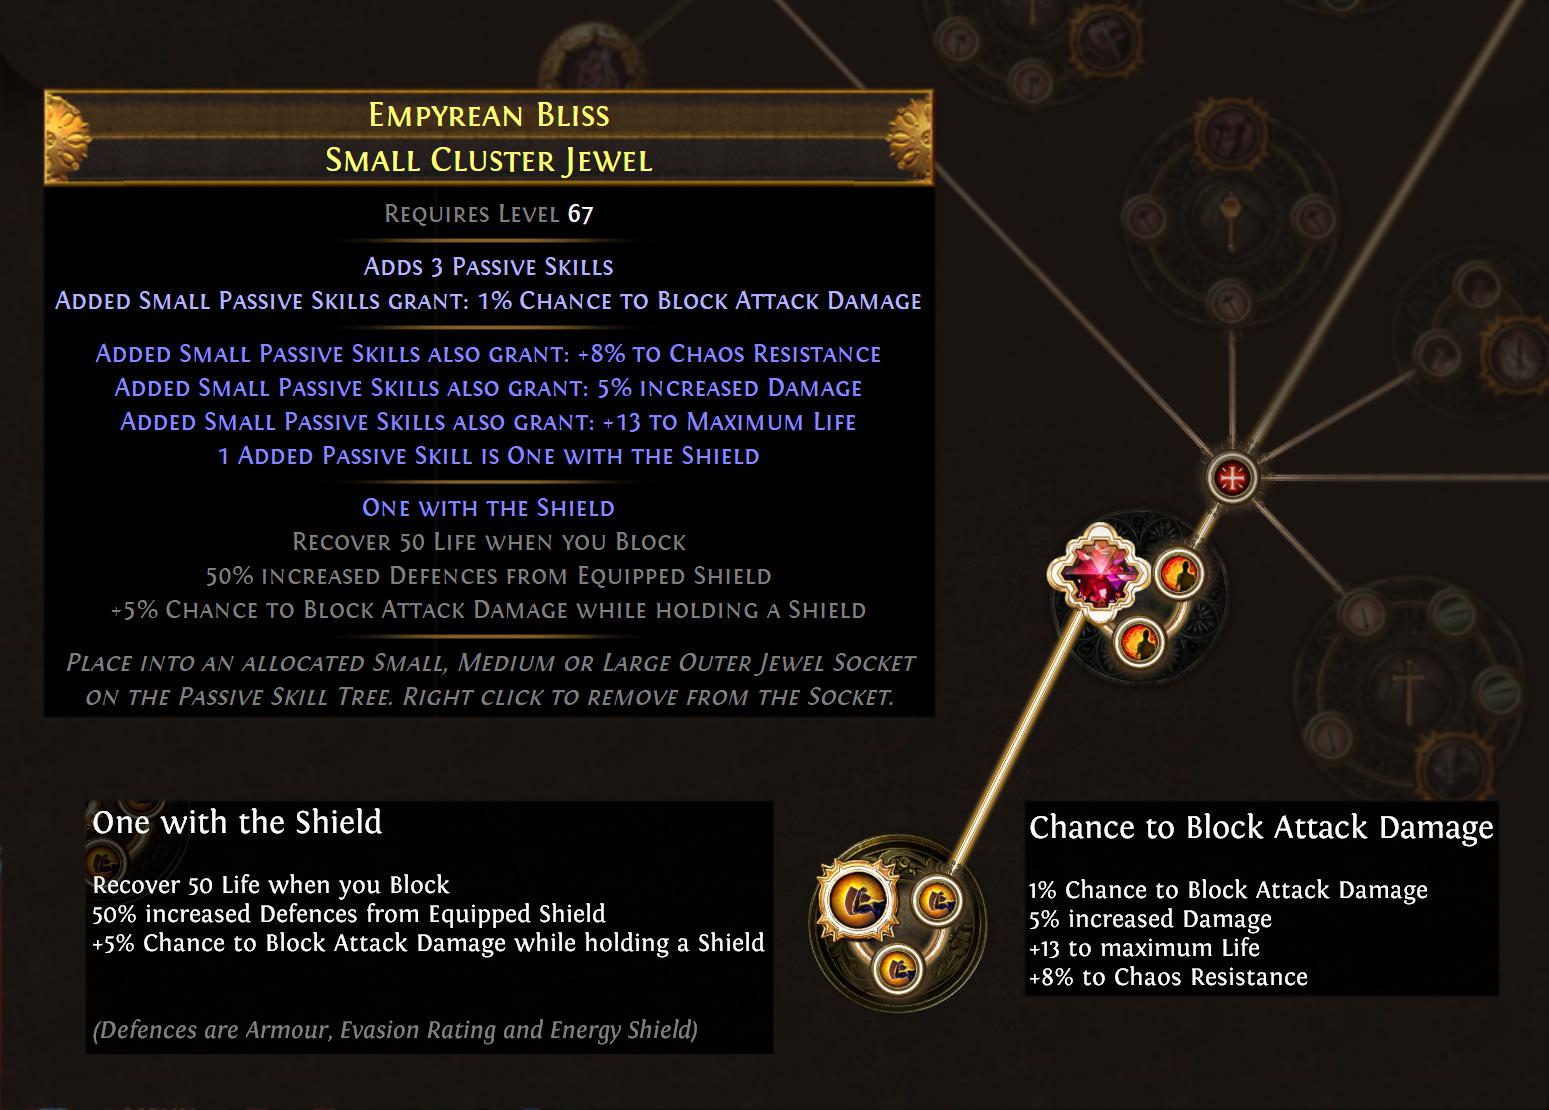 Empyrean Bliss
Small Cluster Jewel
Requires Level 67
Adds 3 Passive Skills
Added Small Passive Skills grant: 1% Chance to Block Attack Damage
Added Small Passive Skills also grant: +8% to Chaos Resistance
Added Small Passive Skills also grant: 5% increased Damage
Added Small Passive Skills also grant: +13 to Maximum Life
1 Added Passive Skill is One with the Shield
One with the Shield
Recover 50 Life when you Block
50% increased Defences from Equipped Shield
+5% Chance to Block Attack Damage while holding a Shield
Place into an allocated Small, Medium or Large Outer Jewel Socket
on the Passive Skill Tree. Right click to remove from the Socket.
One with the Shield
Recover 50 Life when you Block
50% increased Defences from Equipped Shield
+5% Chance to Block Attack Damage while holding a Shield
(Defences are Armour, Evasion Rating and Energy Shield)
Chance to Block Attack Damage
1% Chance to Block Attack Damage
5% increased Damage
+13 to maximum Life
+8% to Chaos Resistance